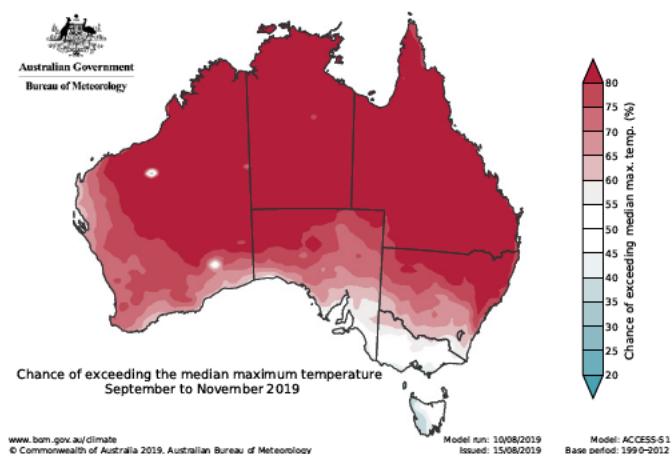 Australian Government
Bureau of Meteorology
80
75
70
65
60
55
50
45
40
35
30
25
20
Chance of exceeding median max. temp. (%)
Chance of exceeding the median maximum temperature
September to November 2019
www.bom.gov.au/climate
© Commonwealth of Australia 2019, Australian Bureau of Meteorology
Model run: 10/08/2019
Issued: 15/08/2019
Model: ACCESS-S1
Base period: 1990-2012